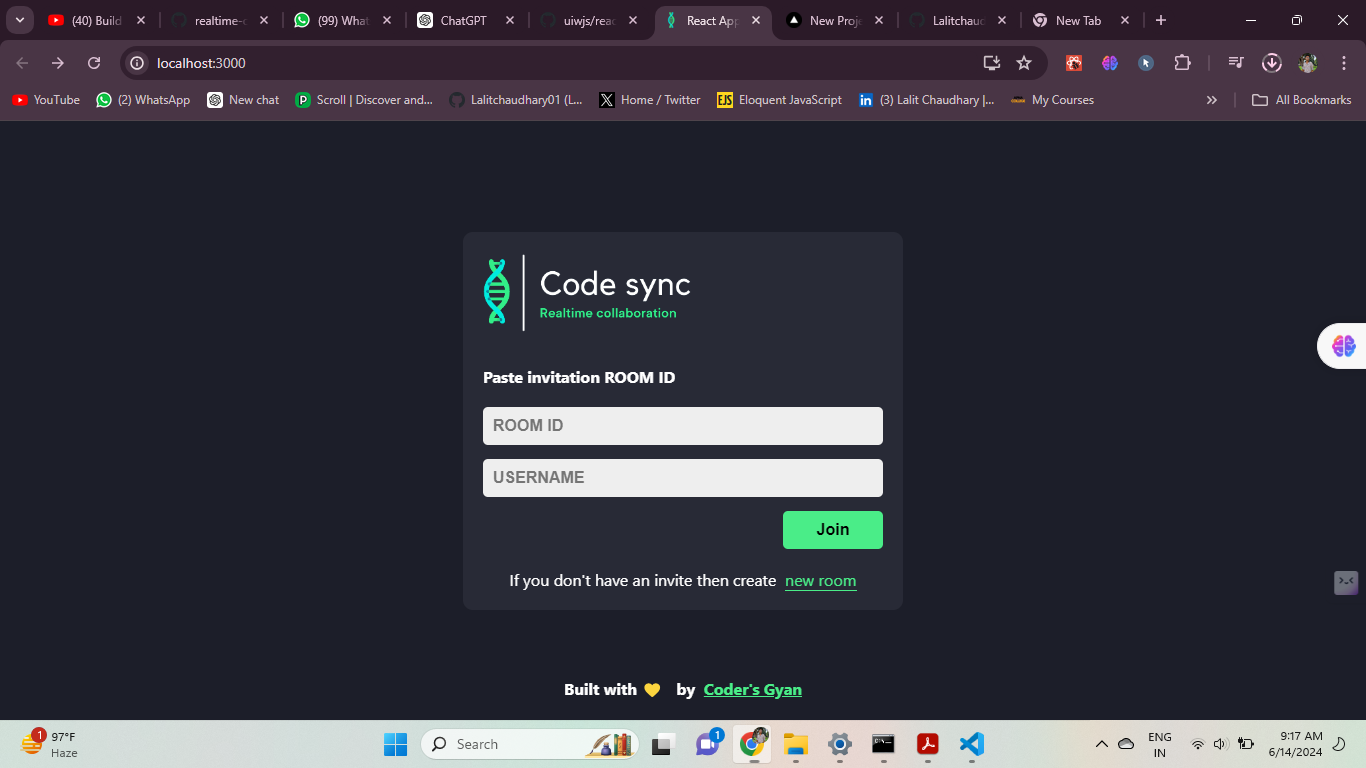 (40) Build
realtime-c
(99) What
ChatGPT
uiwjs/reac
React App
New Proje
Lalitchaud
New Tab
localhost:3000
YouTube
(2) WhatsApp
New chat
Scroll | Discover and...
Lalitchaudhary01 (L...
Home / Twitter
Eloquent JavaScript
(3) Lalit Chaudhary |...
My Courses
All Bookmarks
Code sync
Realtime collaboration
Paste invitation ROOM ID
ROOM ID
USERNAME
Join
If you don't have an invite then create new room
Built with 💛 by Coder's Gyan
1
97°F
Haze
Search
1
ENG
IN
9:17 AM
6/14/2024